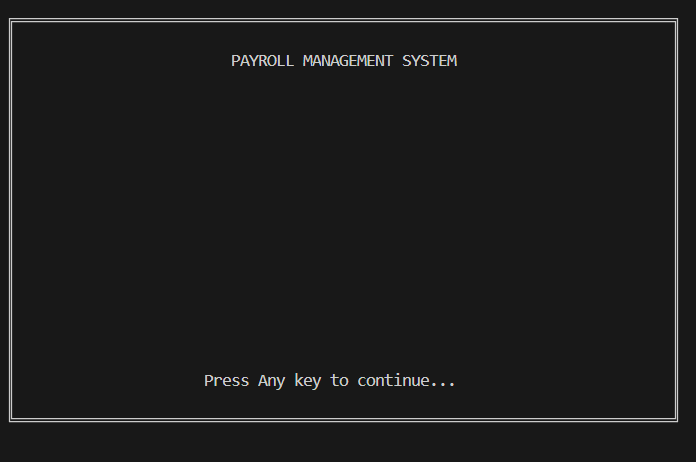 PAYROLL MANAGEMENT SYSTEM
Press Any key to continue...